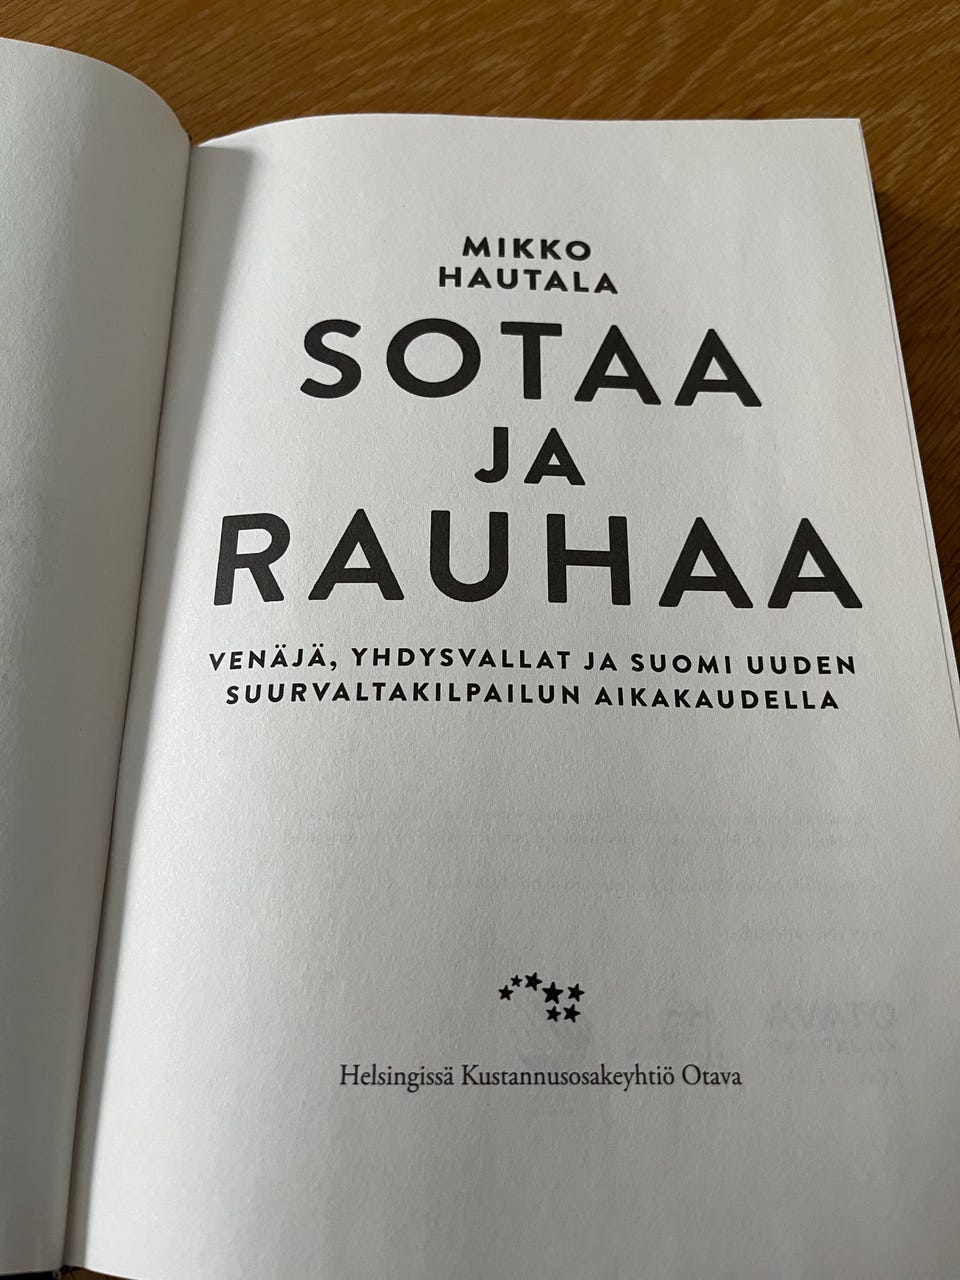 MIKKO
HAUTALA
SOTAA
JA
RAUHAA
VENÄJÄ, YHDYSVALLAT JA SUOMI UUDEN
SUURVALTAKILPAILUN AIKAKAUDELLA
Helsingissä Kustannusosakeyhtiö Otava